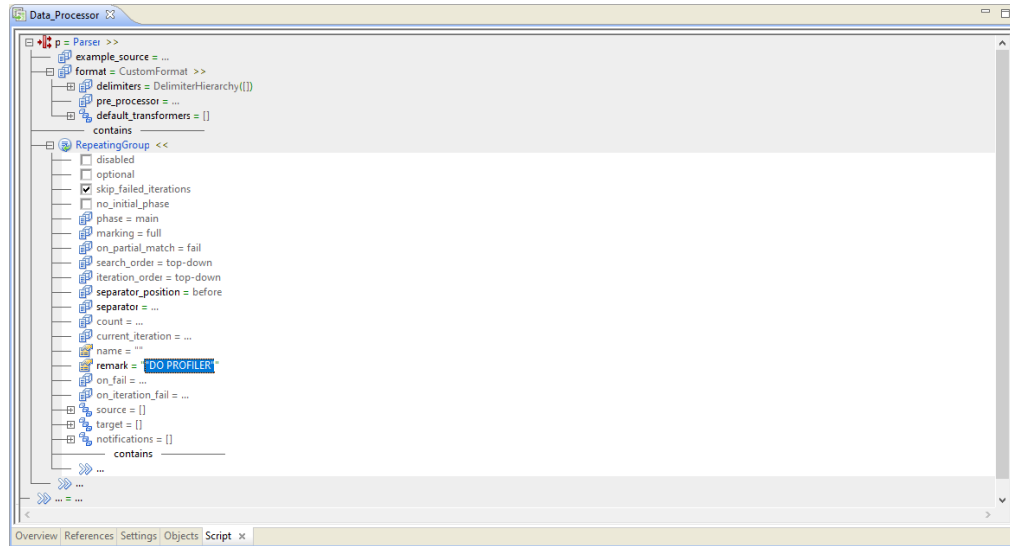 Data_Processor
p = Parser >>
example_source = ...
format = CustomFormat >>
delimiters = DelimiterHierarchy([])
pre_processor = ...
default_transformers = []
contains
RepeatingGroup <<
disabled
optional
skip_failed_iterations
no_initial_phase
phase = main
marking = full
on_partial_match = fail
search_order = top-down
iteration_order = top-down
separator_position = before
separator = ...
count = ...
current_iteration = ...
name = ""
remark = ""DO PROFILER""
on_fail = ...
on_iteration_fail = ...
source = []
target = []
notifications = []
contains
...
...
... = ...
Overview References Settings Objects Script